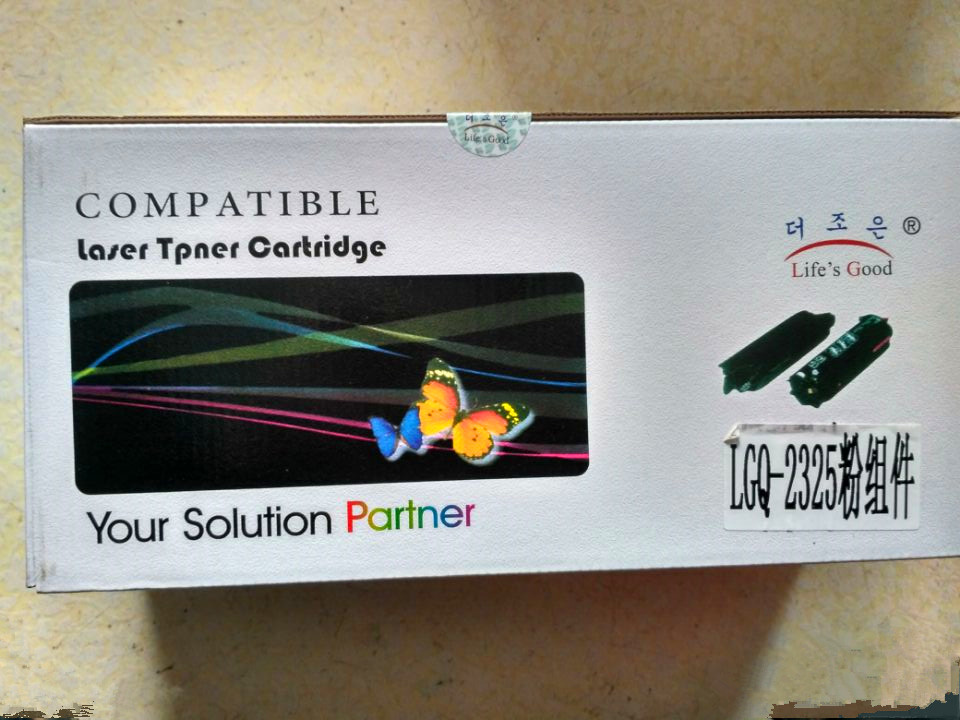 더 조 은®
Life's Good
COMPATIBLE
Laser Tpner Cartridge
더 조 은 ®
Life's Good
LGQ-2325粉组件
Your Solution Partner